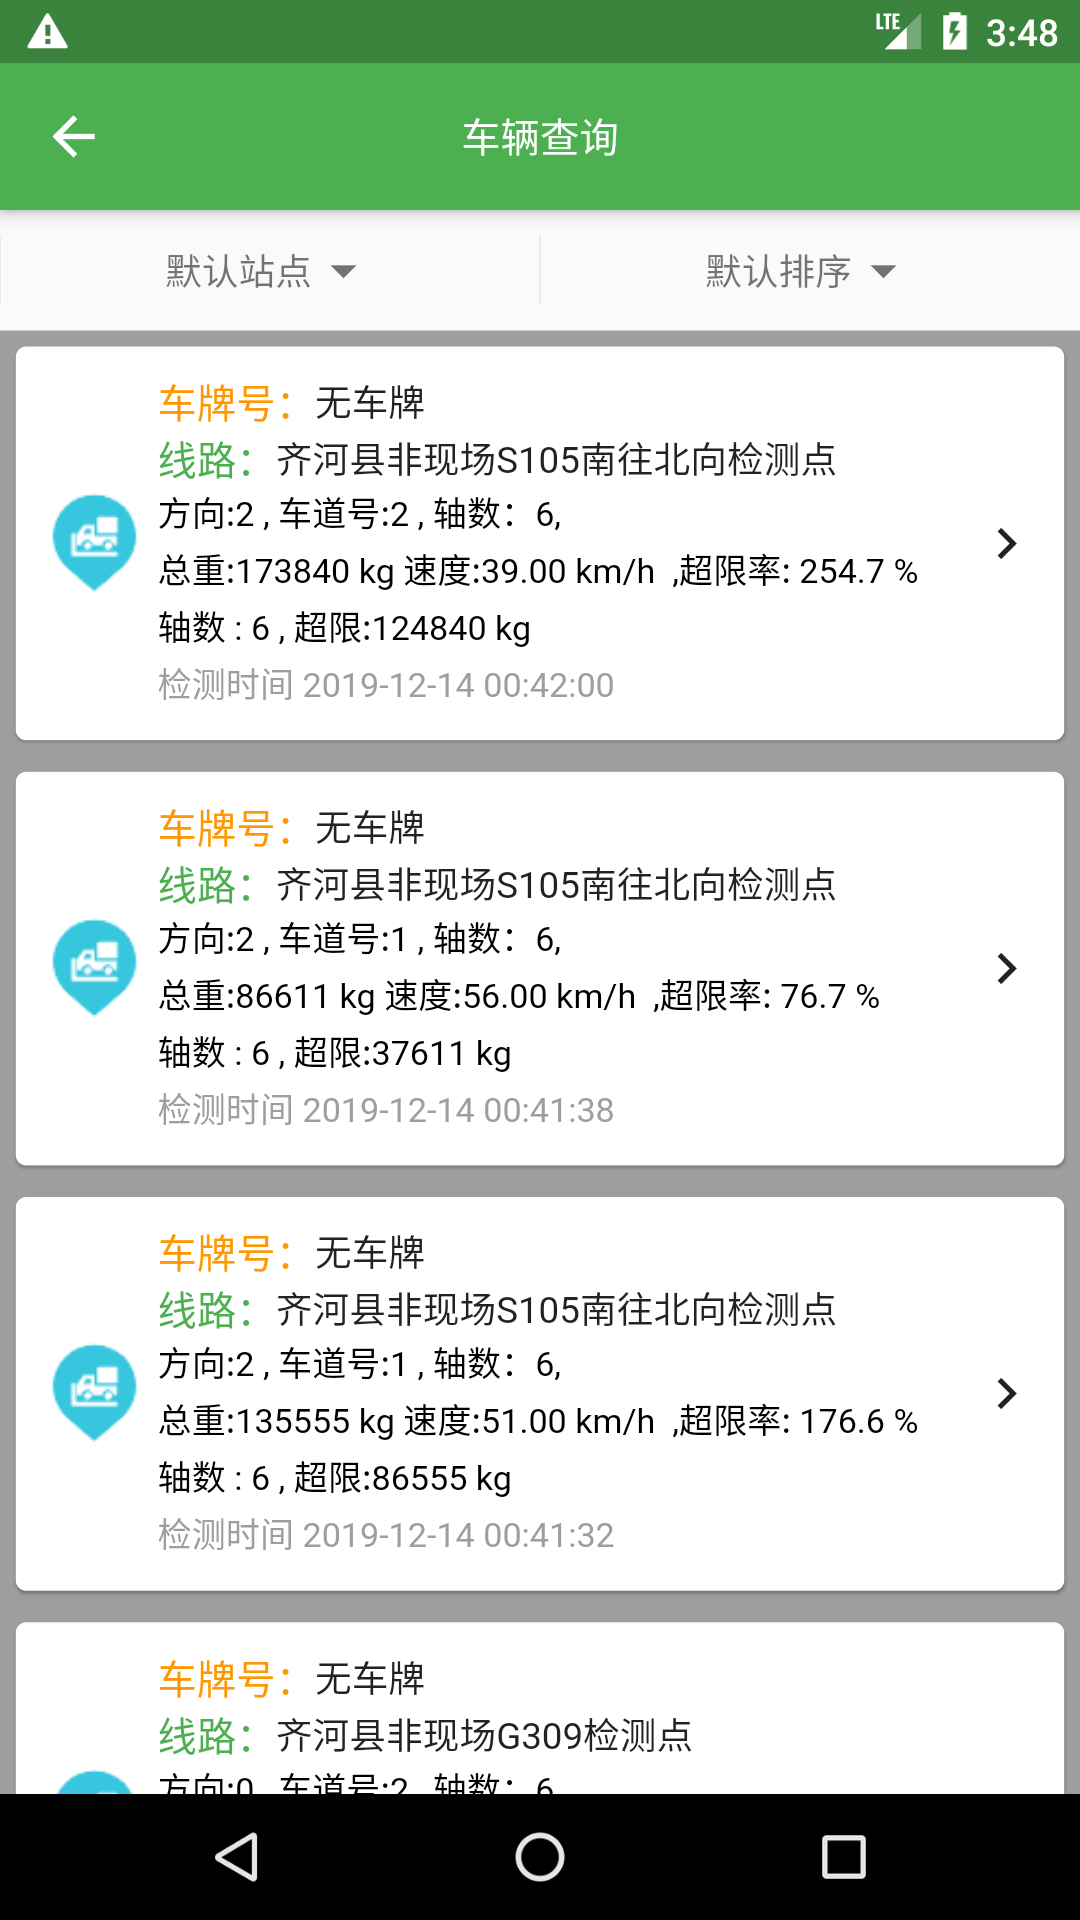 LTE 3:48
车辆查询
默认站点 默认排序
车牌号：无车牌
线路：齐河县非现场S105南往北向检测点
方向:2 , 车道号:2 , 轴数：6,
总重:173840 kg 速度:39.00 km/h ,超限率: 254.7 %
轴数 : 6 , 超限:124840 kg
检测时间 2019-12-14 00:42:00
车牌号：无车牌
线路：齐河县非现场S105南往北向检测点
方向:2 , 车道号:1 , 轴数：6,
总重:86611 kg 速度:56.00 km/h ,超限率: 76.7 %
轴数 : 6 , 超限:37611 kg
检测时间 2019-12-14 00:41:38
车牌号：无车牌
线路：齐河县非现场S105南往北向检测点
方向:2 , 车道号:1 , 轴数：6,
总重:135555 kg 速度:51.00 km/h ,超限率: 176.6 %
轴数 : 6 , 超限:86555 kg
检测时间 2019-12-14 00:41:32
车牌号：无车牌
线路：齐河县非现场G309检测点
方向:0 , 车道号:2 , 轴数：6